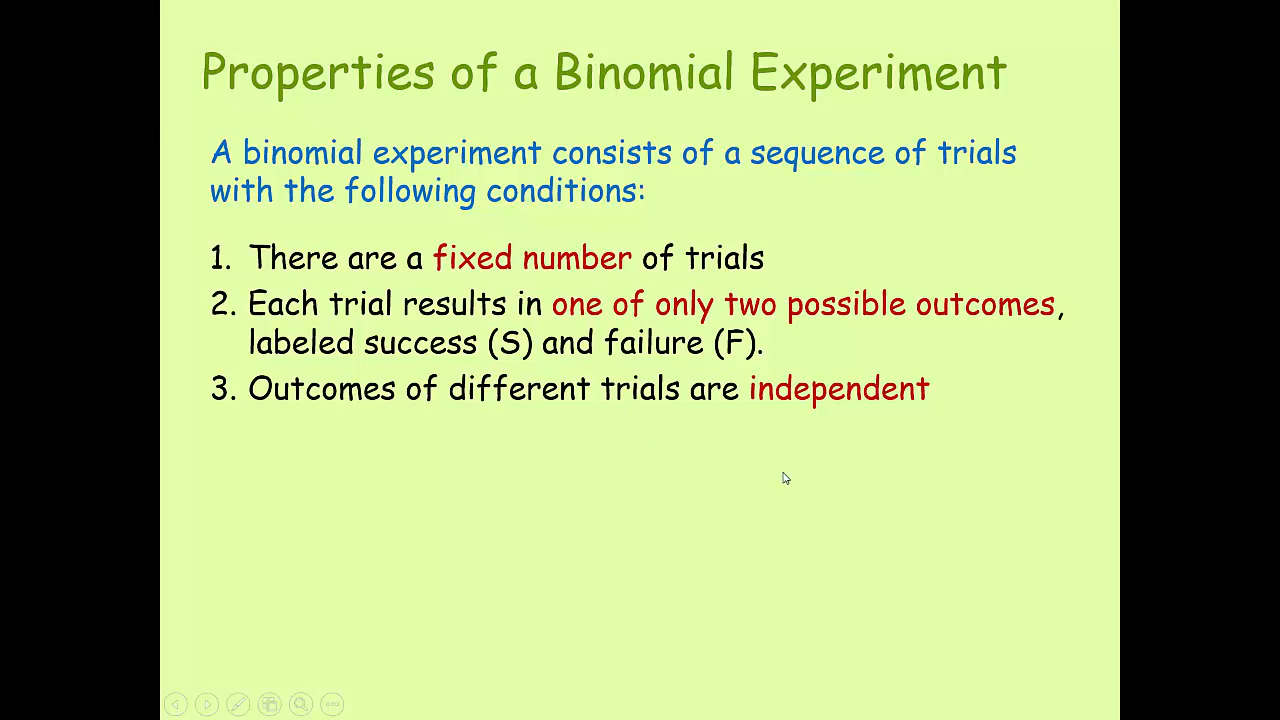 Properties of a Binomial Experiment
A binomial experiment consists of a sequence of trials
with the following conditions:
1. There are a fixed number of trials
2. Each trial results in one of only two possible outcomes,
labeled success (S) and failure (F).
3. Outcomes of different trials are independent